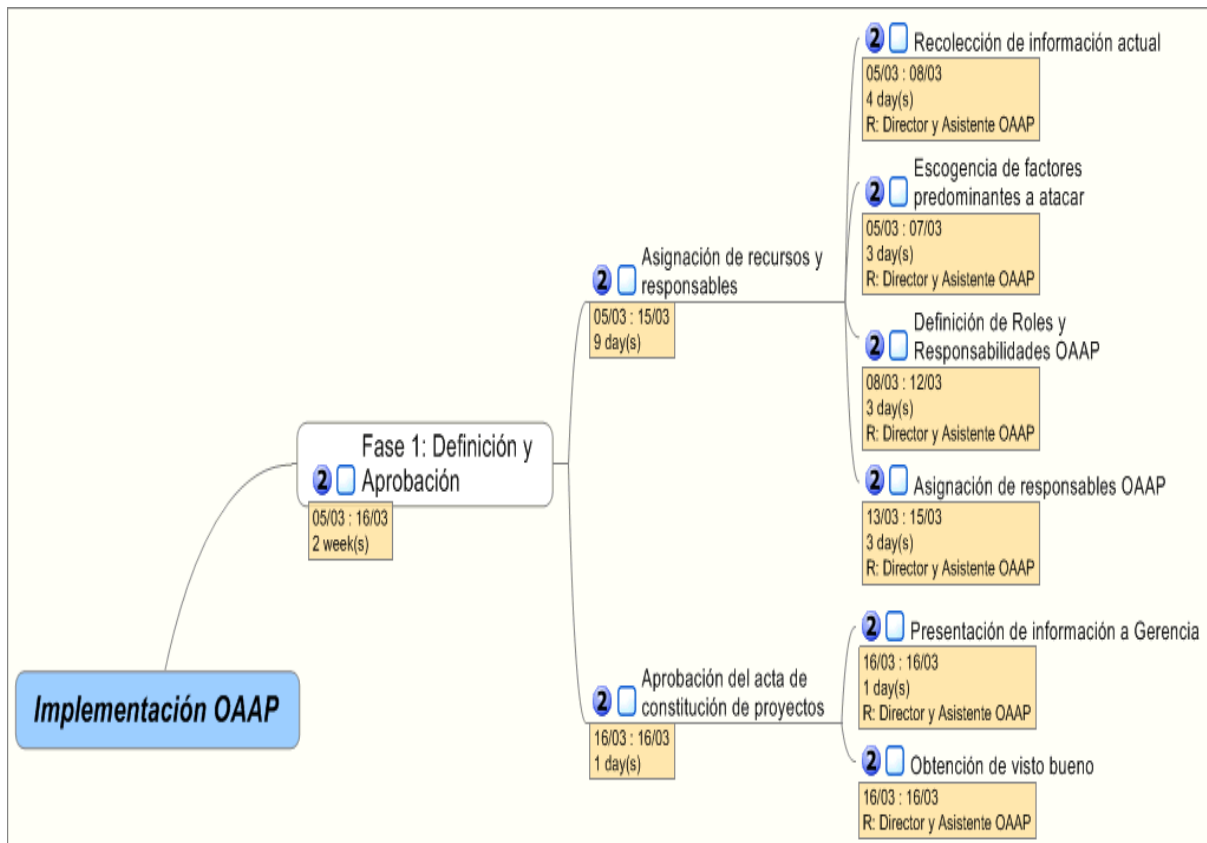 Implementación OAAP
2
Fase 1: Definición y
Aprobación
05/03 : 16/03
2 week(s)
2
Asignación de recursos y
responsables
05/03 : 15/03
9 day(s)
2
Recolección de información actual
05/03 : 08/03
4 day(s)
R: Director y Asistente OAAP
2
Escogencia de factores
predominantes a atacar
05/03 : 07/03
3 day(s)
R: Director y Asistente OAAP
2
Definición de Roles y
Responsabilidades OAAP
08/03 : 12/03
3 day(s)
R: Director y Asistente OAAP
2
Asignación de responsables OAAP
13/03 : 15/03
3 day(s)
R: Director y Asistente OAAP
2
Aprobación del acta de
constitución de proyectos
16/03 : 16/03
1 day(s)
2
Presentación de información a Gerencia
16/03 : 16/03
1 day(s)
R: Director y Asistente OAAP
2
Obtención de visto bueno
16/03 : 16/03
R: Director y Asistente OAAP